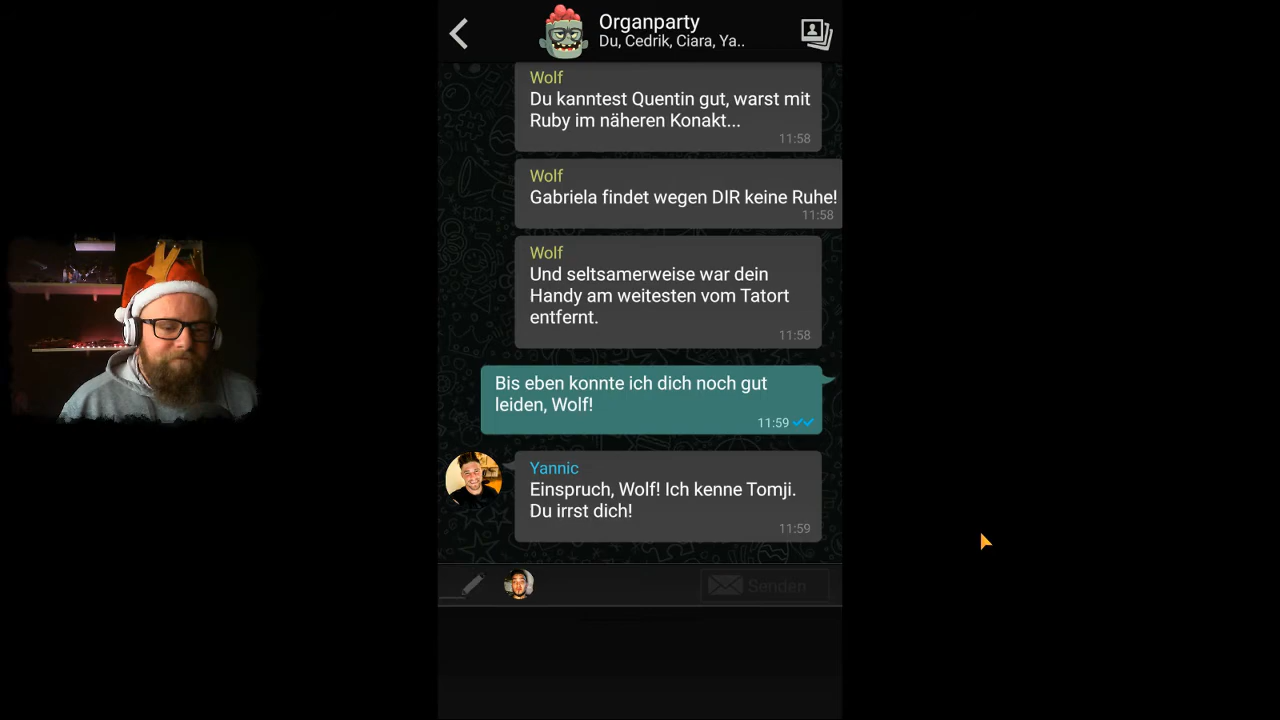 Organparty
Du, Cedrik, Ciara, Ya..
Wolf
Du kanntest Quentin gut, warst mit
Ruby im näheren Konakt...
11:58
Wolf
Gabriela findet wegen DIR keine Ruhe!
11:58
Wolf
Und seltsamerweise war dein
Handy am weitesten vom Tatort
entfernt.
11:58
Bis eben konnte ich dich noch gut
leiden, Wolf!
11:59
Yannic
Einspruch, Wolf! Ich kenne Tomji.
Du irrst dich!
11:59
Senden